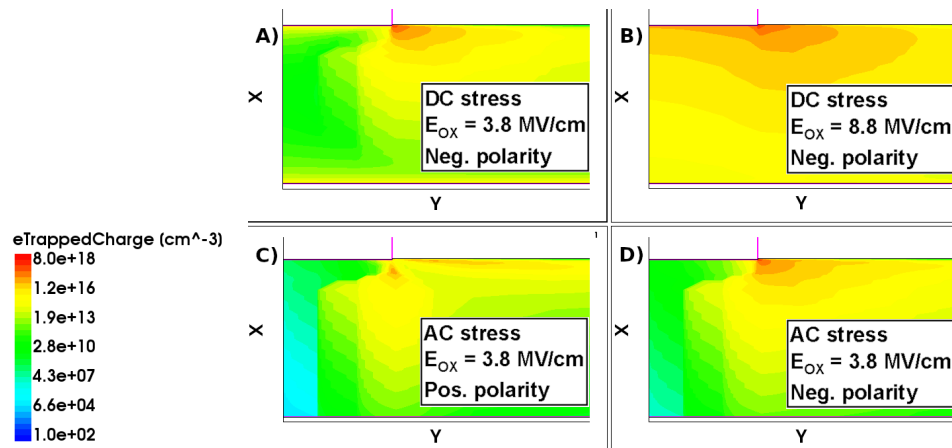 A)
X
DC stress
E_OX = 3.8 MV/cm
Neg. polarity
Y
B)
X
DC stress
E_OX = 8.8 MV/cm
Neg. polarity
Y
eTrappedCharge (cm^-3)
8.0e+18
1.2e+16
1.9e+13
2.8e+10
4.3e+07
6.6e+04
1.0e+02
C)
1
X
AC stress
E_OX = 3.8 MV/cm
Pos. polarity
Y
D)
X
AC stress
E_OX = 3.8 MV/cm
Neg. polarity
Y